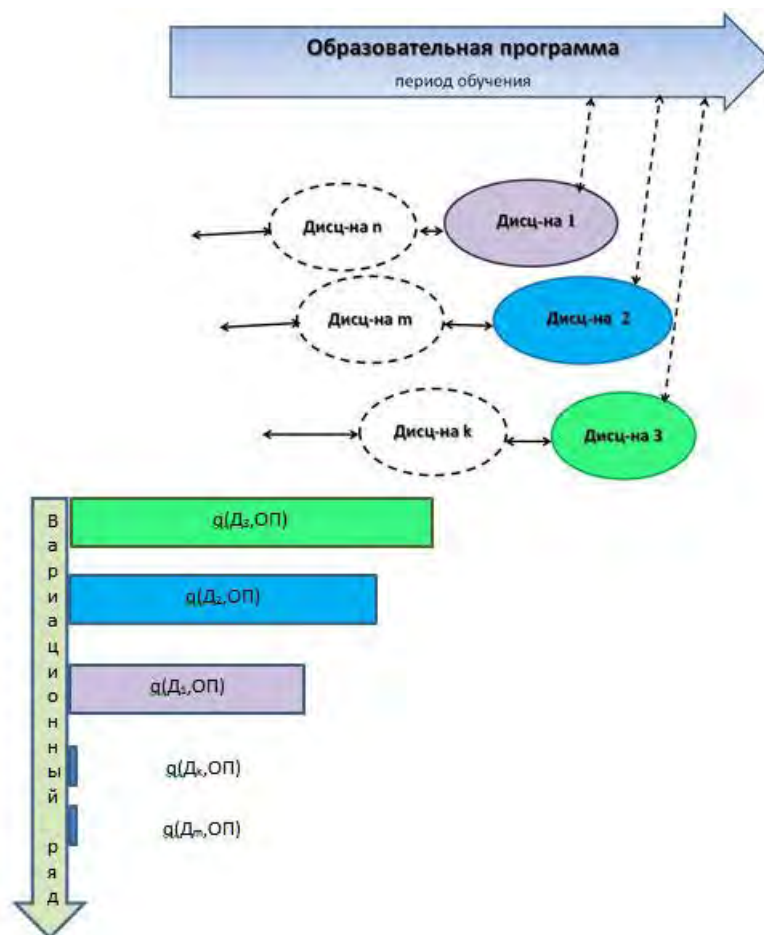 Образовательная программа
период обучения
Дисц-на n
Дисц-на 1
Дисц-на m
Дисц-на 2
Дисц-на k
Дисц-на 3
Вариационный ряд
q(Д₃,ОП)
q(Д₂,ОП)
q(Д₁,ОП)
q(Дₖ,ОП)
q(Дₘ,ОП)